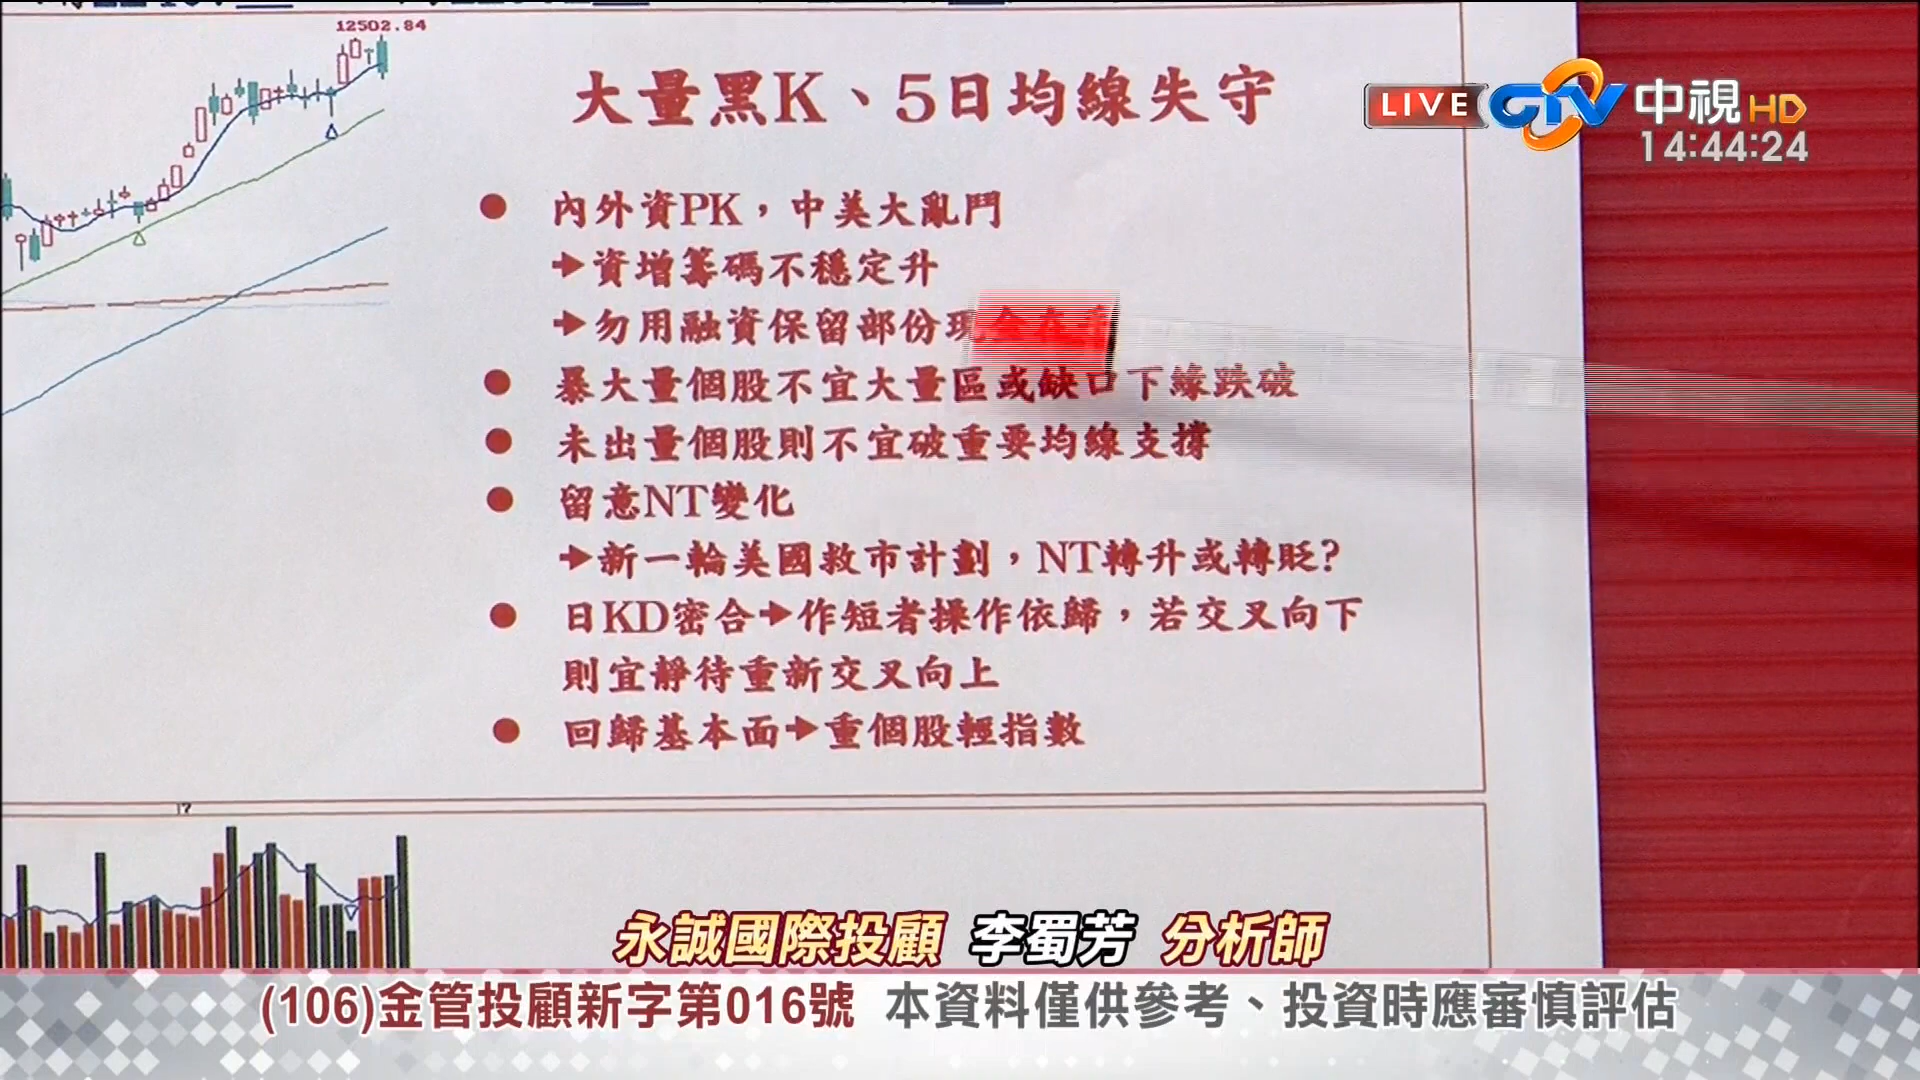 12502.84
大量黑K、5日均線失守
LIVE CTV 中視HD
14:44:24
● 內外資PK，中美大亂鬥
➔資增籌碼不穩定升
➔勿用融資保留部份現金在手
● 暴大量個股不宜大量區或缺口下緣跌破
● 未出量個股則不宜破重要均線支撐
● 留意NT變化
➔新一輪美國救市計劃，NT轉升或轉貶?
● 日KD密合➔作短者操作依歸，若交叉向下
則宜靜待重新交叉向上
● 回歸基本面➔重個股輕指數
17
永誠國際投顧 李蜀芳 分析師
(106)金管投顧新字第016號 本資料僅供參考、投資時應審慎評估